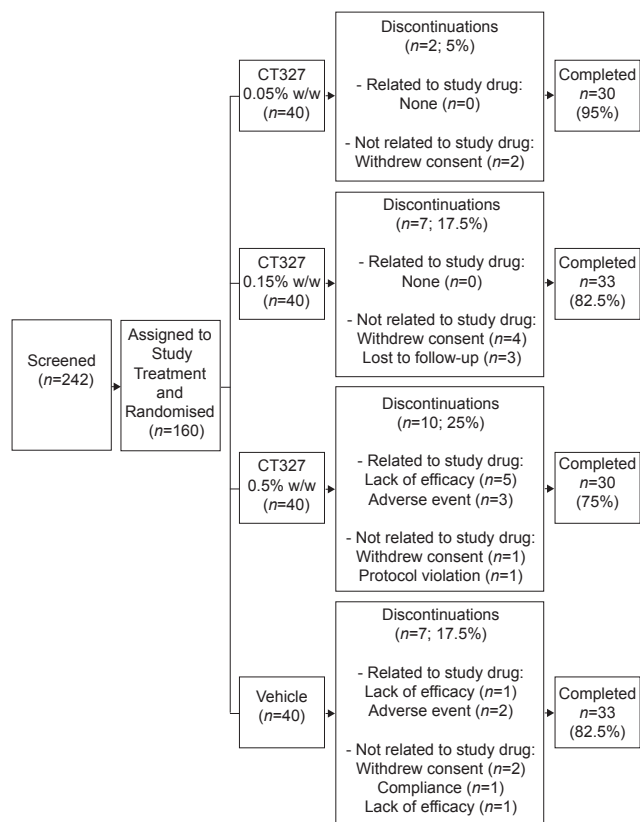 Screened
(n=242)
Assigned to
Study
Treatment
and
Randomised
(n=160)
CT327
0.05% w/w
(n=40)
Discontinuations
(n=2; 5%)
- Related to study drug:
None (n=0)
- Not related to study drug:
Withdrew consent (n=2)
Completed
n=30
(95%)
CT327
0.15% w/w
(n=40)
Discontinuations
(n=7; 17.5%)
- Related to study drug:
None (n=0)
- Not related to study drug:
Withdrew consent (n=4)
Lost to follow-up (n=3)
Completed
n=33
(82.5%)
CT327
0.5% w/w
(n=40)
Discontinuations
(n=10; 25%)
- Related to study drug:
Lack of efficacy (n=5)
Adverse event (n=3)
- Not related to study drug:
Withdrew consent (n=1)
Protocol violation (n=1)
Completed
n=30
(75%)
Vehicle
(n=40)
Discontinuations
(n=7; 17.5%)
- Related to study drug:
Lack of efficacy (n=1)
Adverse event (n=2)
- Not related to study drug:
Withdrew consent (n=2)
Compliance (n=1)
Lack of efficacy (n=1)
Completed
n=33
(82.5%)